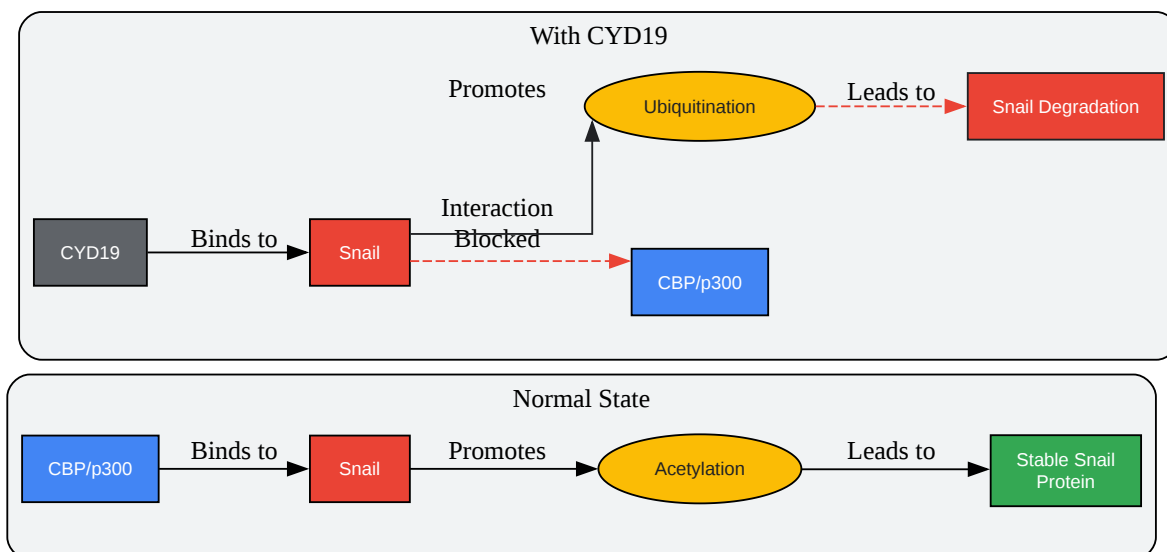 With CYD19
Promotes
Ubiquitination
Leads to
Snail Degradation
CYD19
Binds to
Snail
Interaction
Blocked
CBP/p300
Normal State
CBP/p300
Binds to
Snail
Promotes
Acetylation
Leads to
Stable Snail
Protein